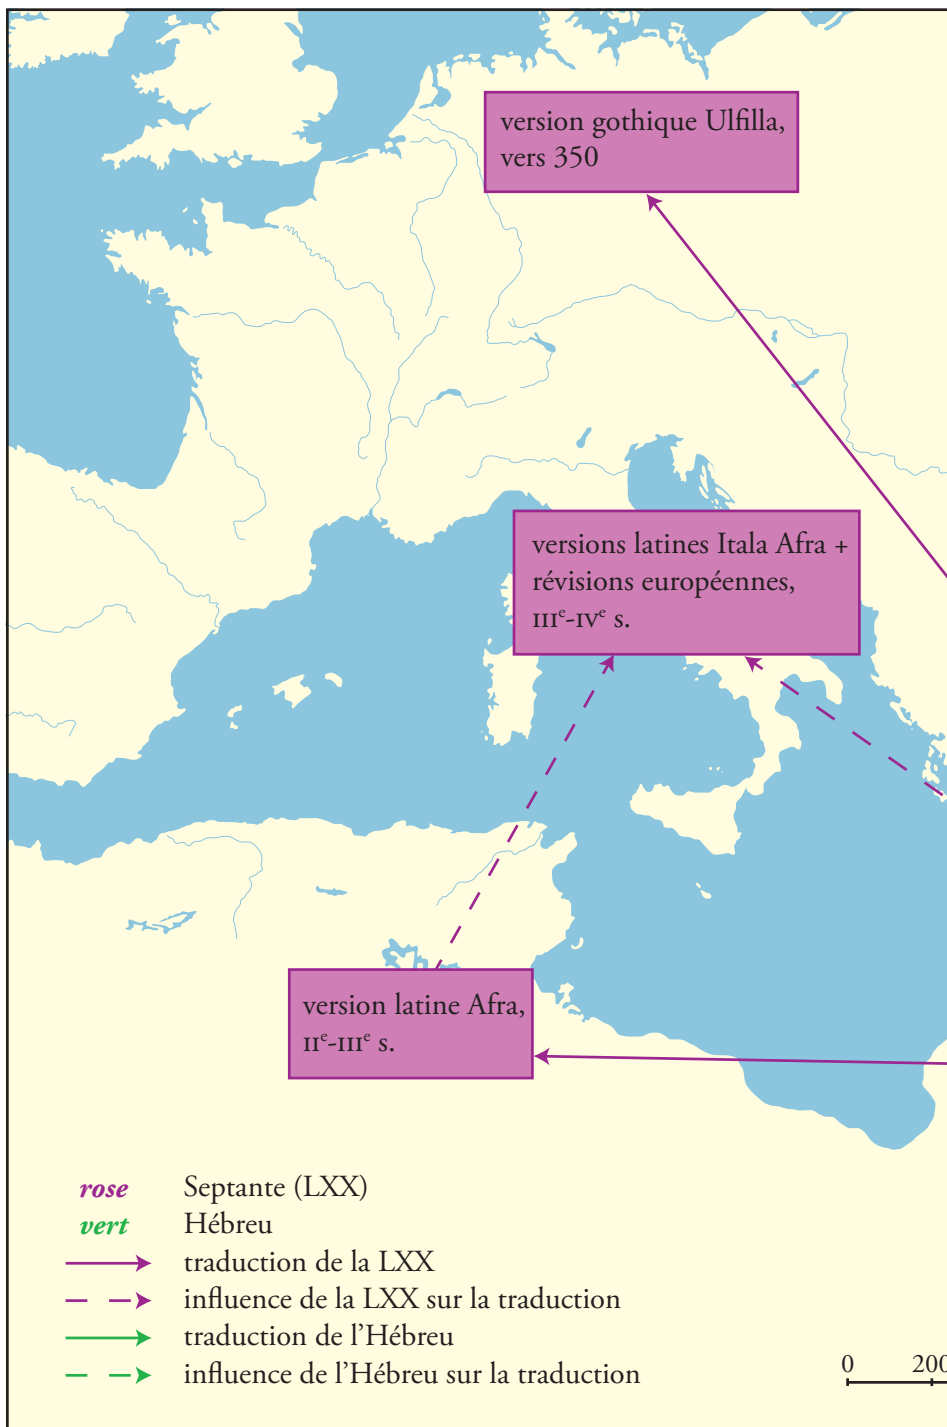 version gothique Ulfilla,
vers 350
versions latines Itala Afra +
révisions européennes,
IIIᵉ-IVᵉ s.
version latine Afra,
IIᵉ-IIIᵉ s.
rose Septante (LXX)
vert Hébreu
traduction de la LXX
influence de la LXX sur la traduction
traduction de l’Hébreu
influence de l’Hébreu sur la traduction
0 200